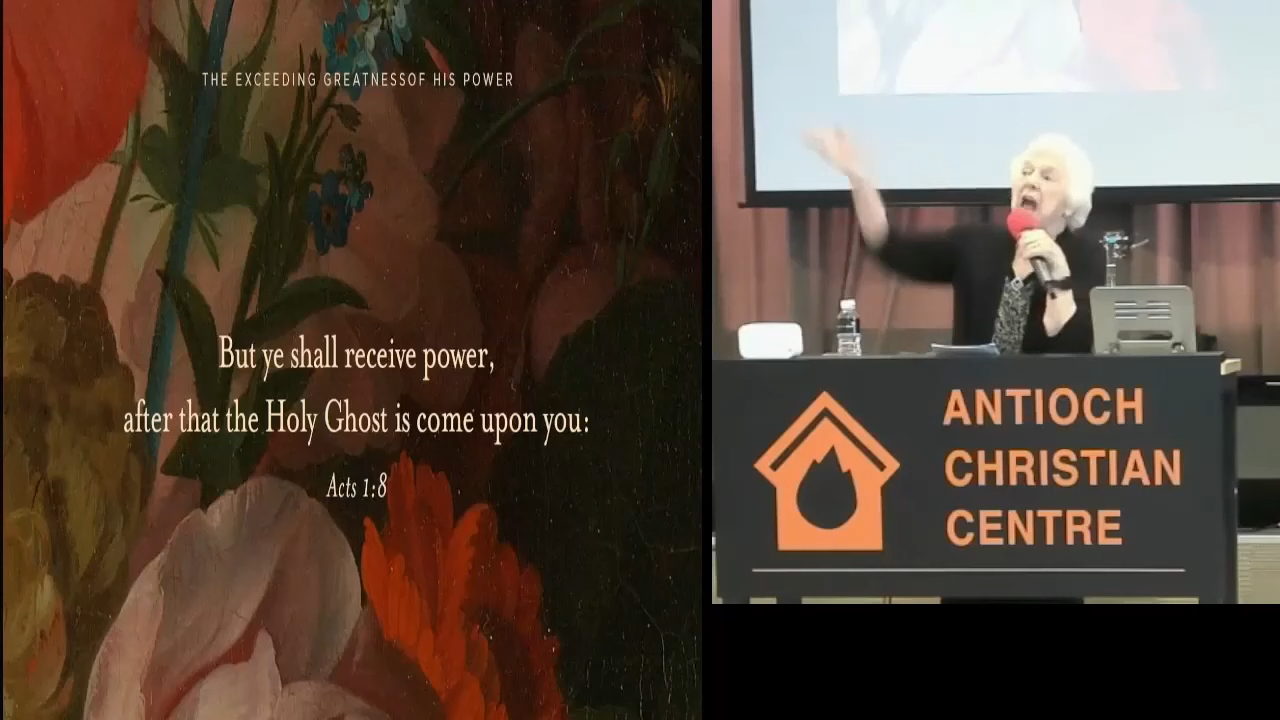 THE EXCEEDING GREATNESSOF HIS POWER
But ye shall receive power,
after that the Holy Ghost is come upon you:
Acts 1:8
ANTIOCH
CHRISTIAN
CENTRE